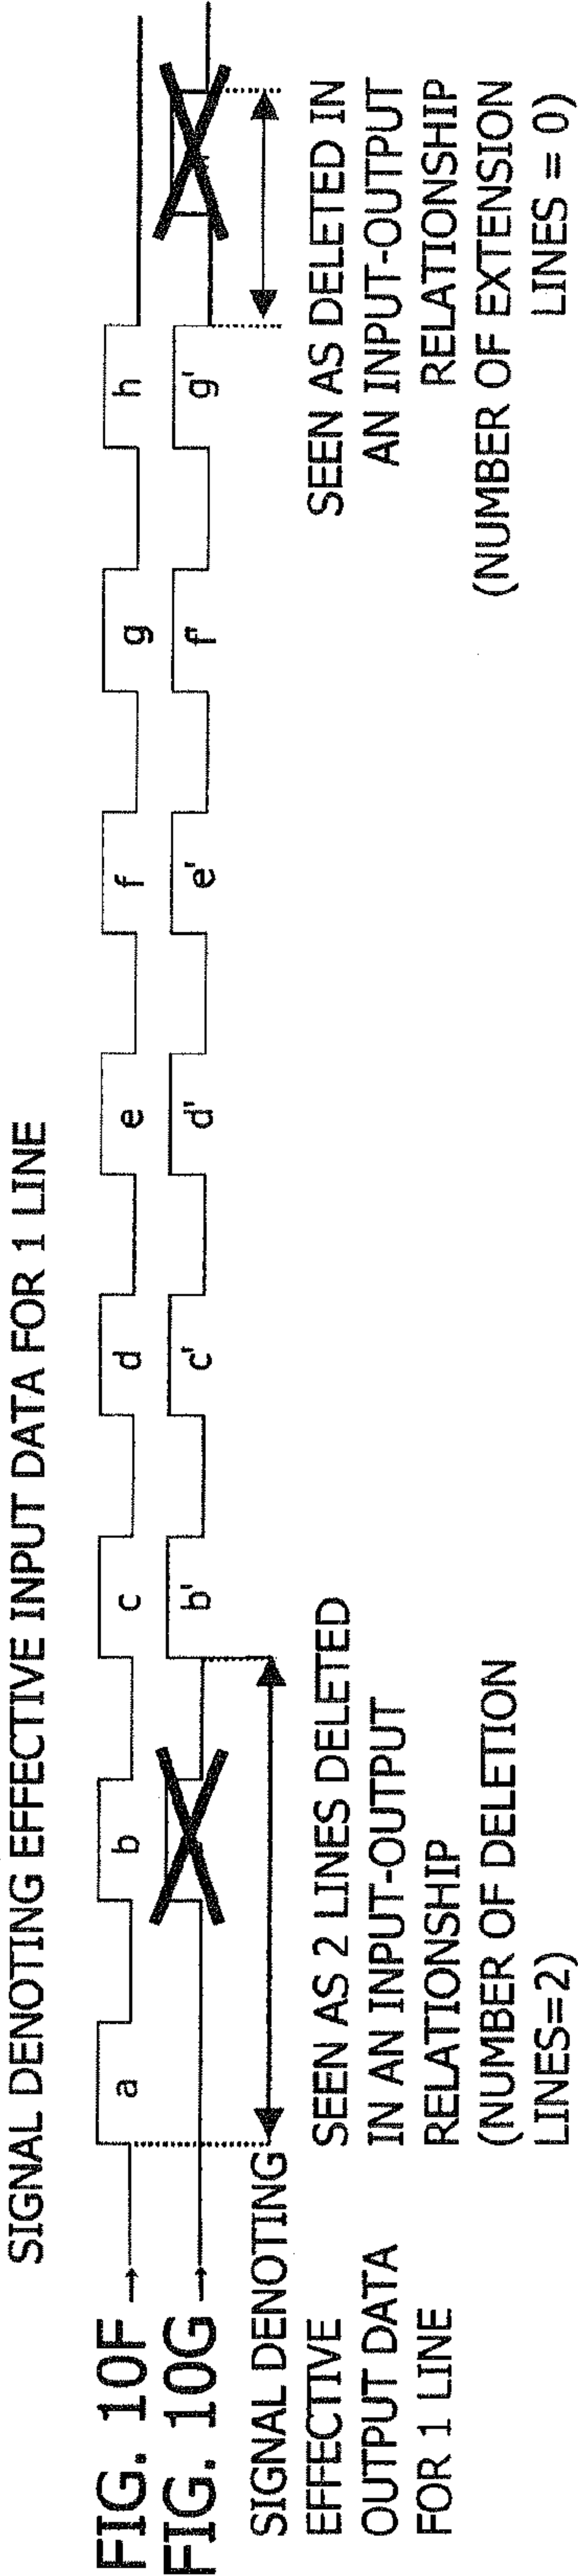 SIGNAL DENOTING EFFECTIVE INPUT DATA FOR 1 LINE
FIG. 10F → a b c d e f g h
FIG. 10G → b' c' d' e' f' g'
SIGNAL DENOTING
EFFECTIVE
OUTPUT DATA
FOR 1 LINE
SEEN AS 2 LINES DELETED
IN AN INPUT-OUTPUT
RELATIONSHIP
(NUMBER OF DELETION
LINES=2)
SEEN AS DELETED IN
AN INPUT-OUTPUT
RELATIONSHIP
(NUMBER OF EXTENSION
LINES = 0)